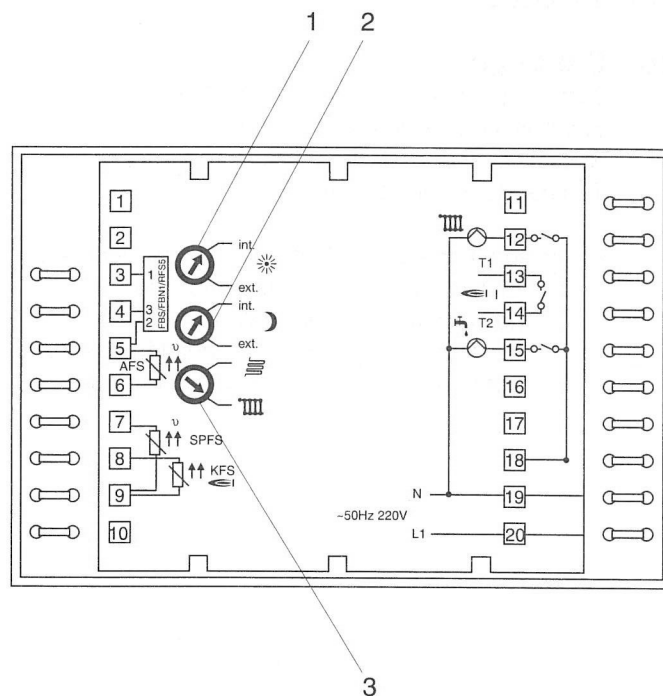 1 2
1
2
3
4
5
6
7
8
9
10
1
3
2
FBS/FBN1/RFS5
int.
ext.
int.
ext.
AFS
υ
υ
SPFS
KFS
11
12
T1
13
14
T2
15
16
17
18
N
19
~50Hz 220V
L1
20
3